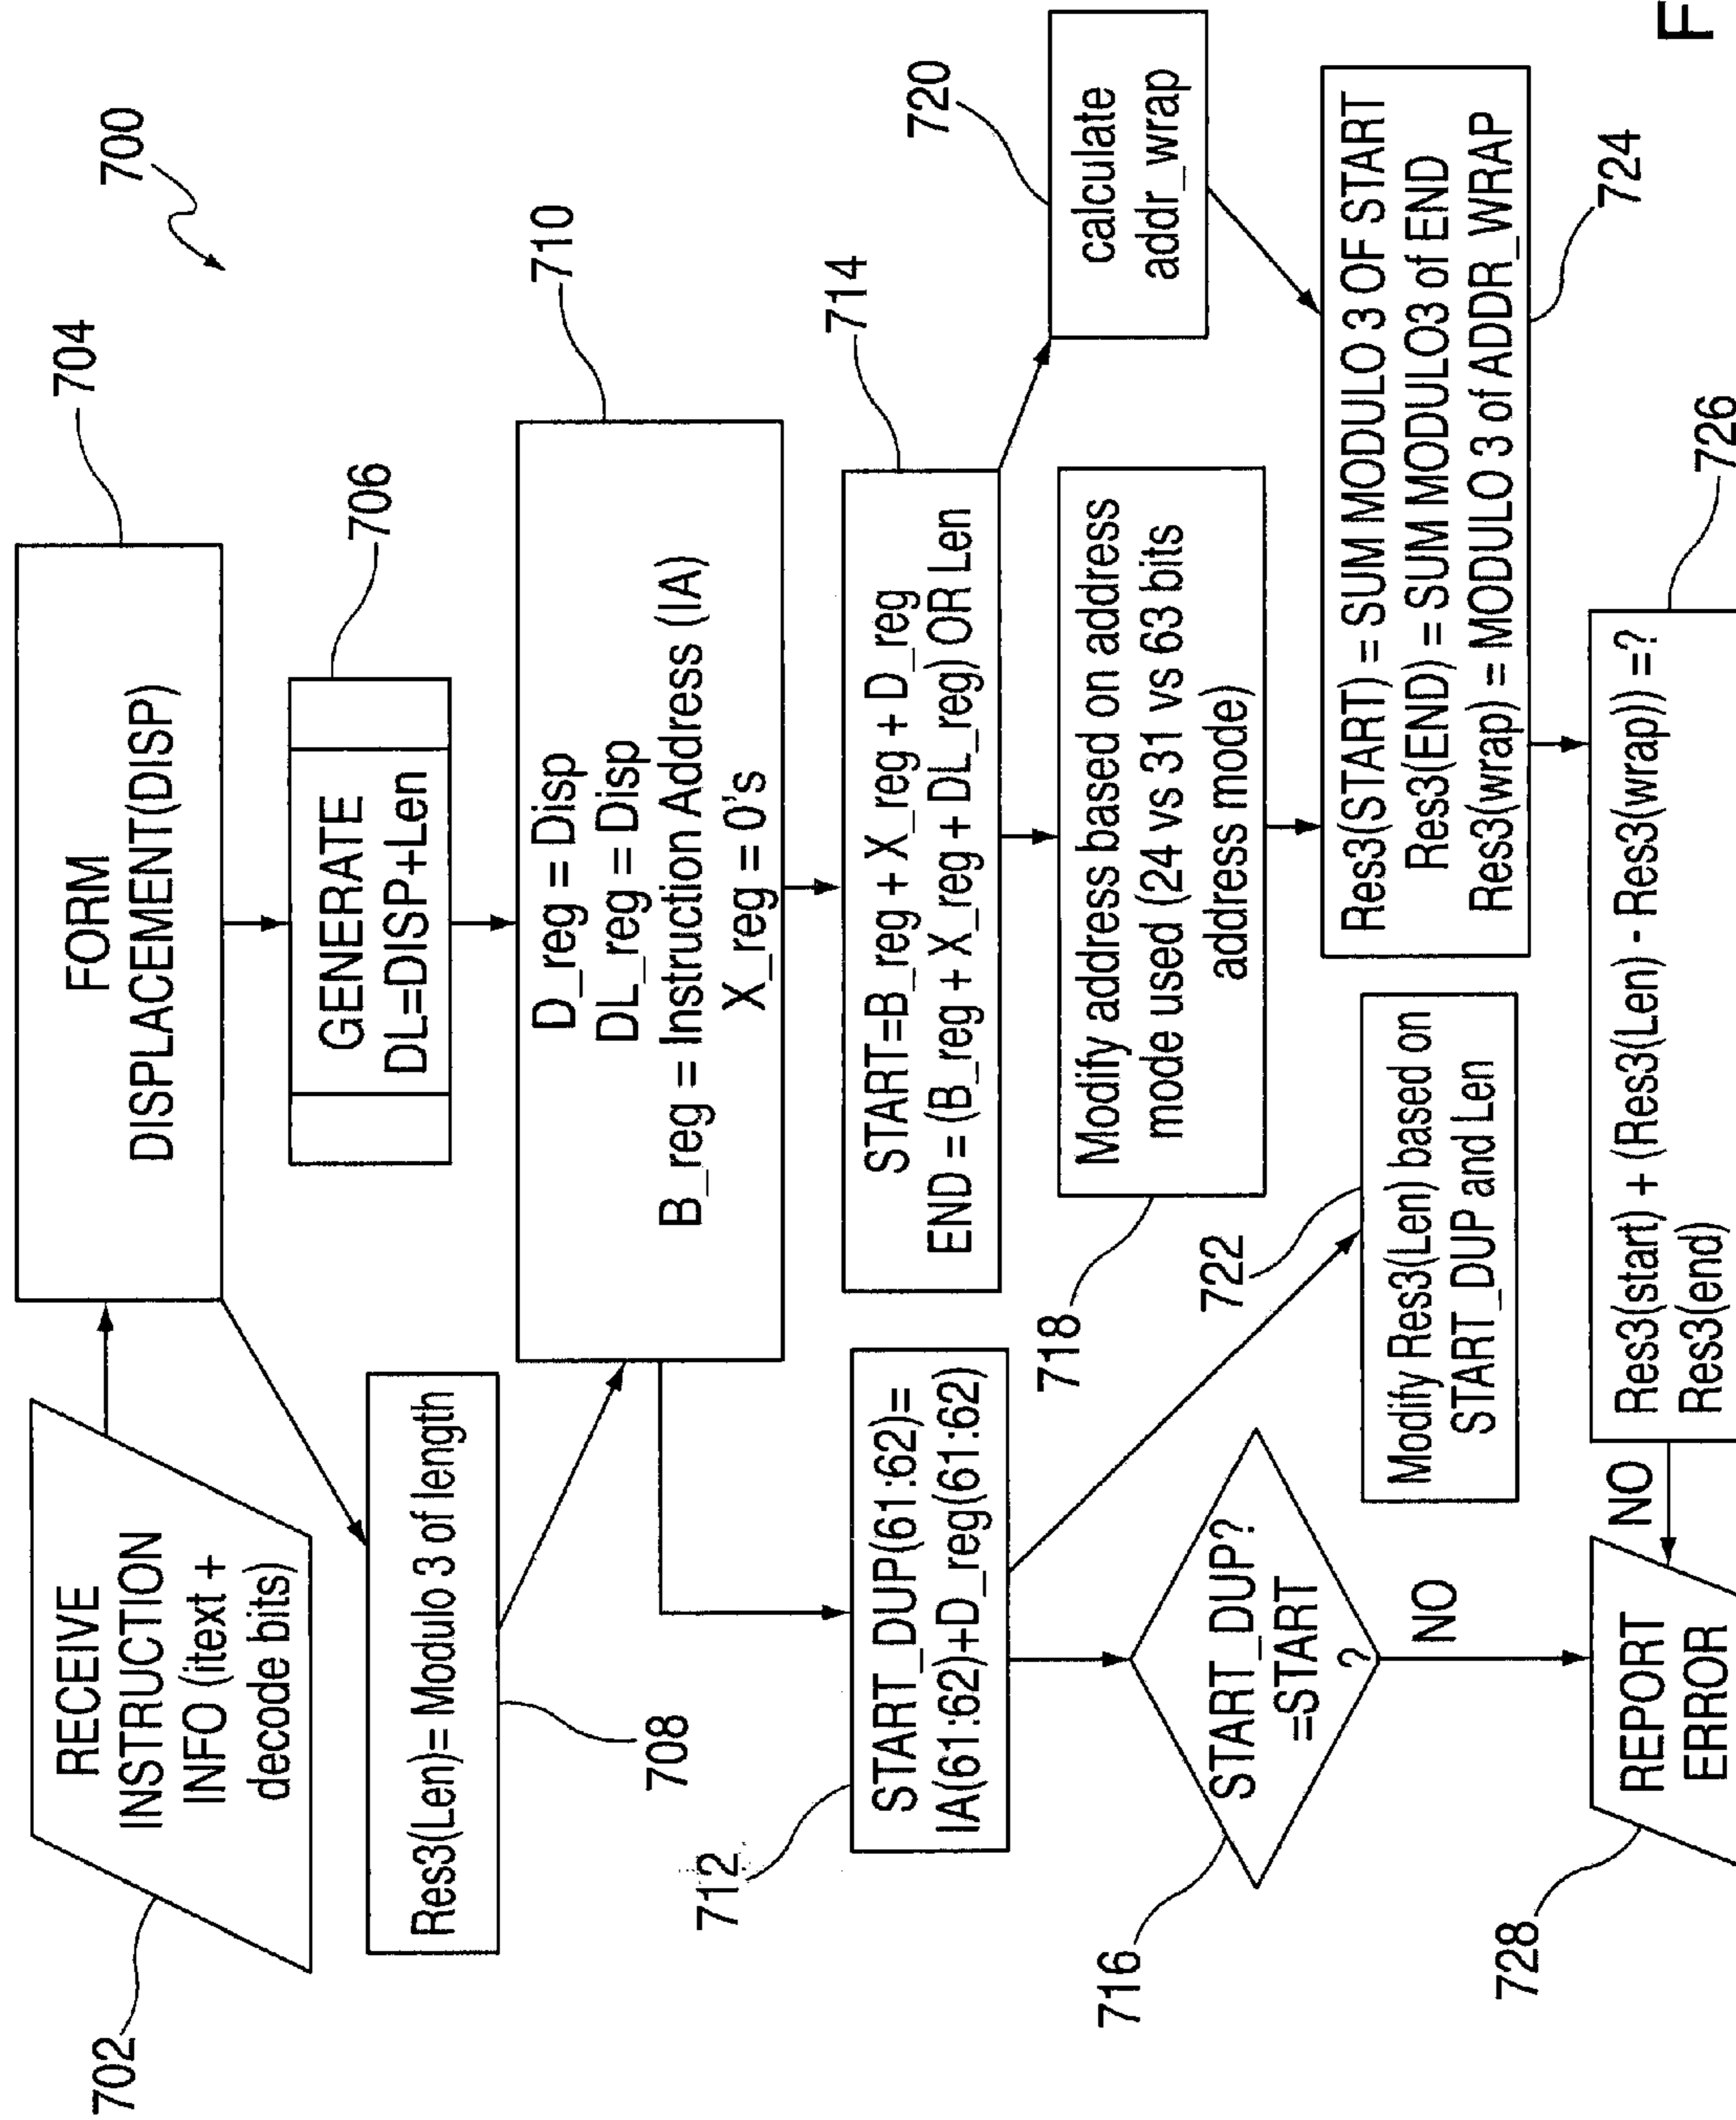 700
702
RECEIVE
INSTRUCTION
INFO (itext +
decode bits)
704
FORM
DISPLACEMENT(DISP)
706
GENERATE
DL=DISP+Len
708
Res3(Len)= Modulo 3 of length
710
D_reg = Disp
DL_reg = Disp
B_reg = Instruction Address (IA)
X_reg = 0's
712
START_DUP(61:62)=
IA(61:62)+D_reg(61:62)
714
START=B_reg + X_reg + D_reg
END = (B_reg + X_reg + DL_reg) OR Len
716
START_DUP?
=START
?
NO
718
Modify address based on address
mode used (24 vs 31 vs 63 bits
address mode)
720
calculate
addr_wrap
722
Modify Res3(Len) based on
START_DUP and Len
Res3(START) = SUM MODULO 3 OF START
Res3(END) = SUM MODULO3 of END
Res3(wrap) = MODULO 3 of ADDR_WRAP
724
726
Res3(start) + (Res3(Len) - Res3(wrap)) =?
Res3(end)
NO
728
REPORT
ERROR
F